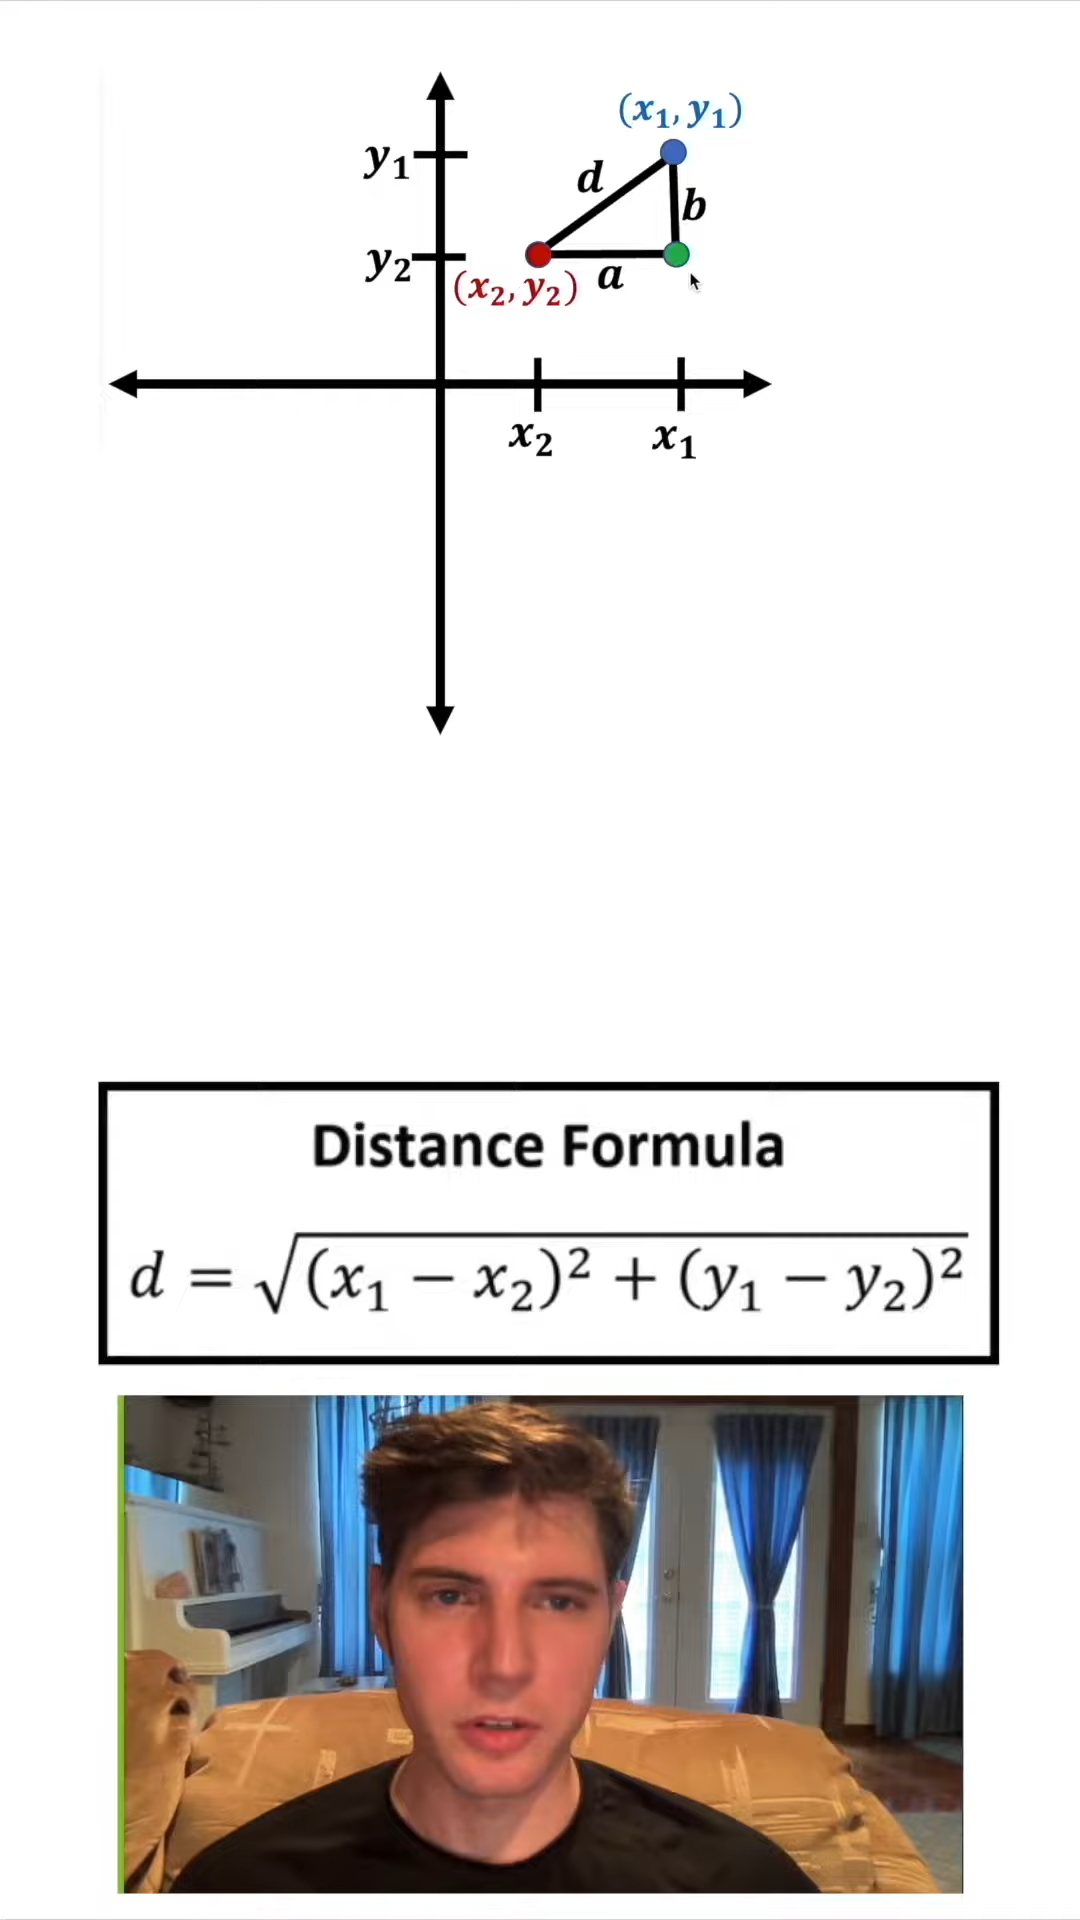 (x₁, y₁)
y₁
d
b
y₂
(x₂, y₂)
a
x₂
x₁
Distance Formula
d = √(x₁ − x₂)² + (y₁ − y₂)²